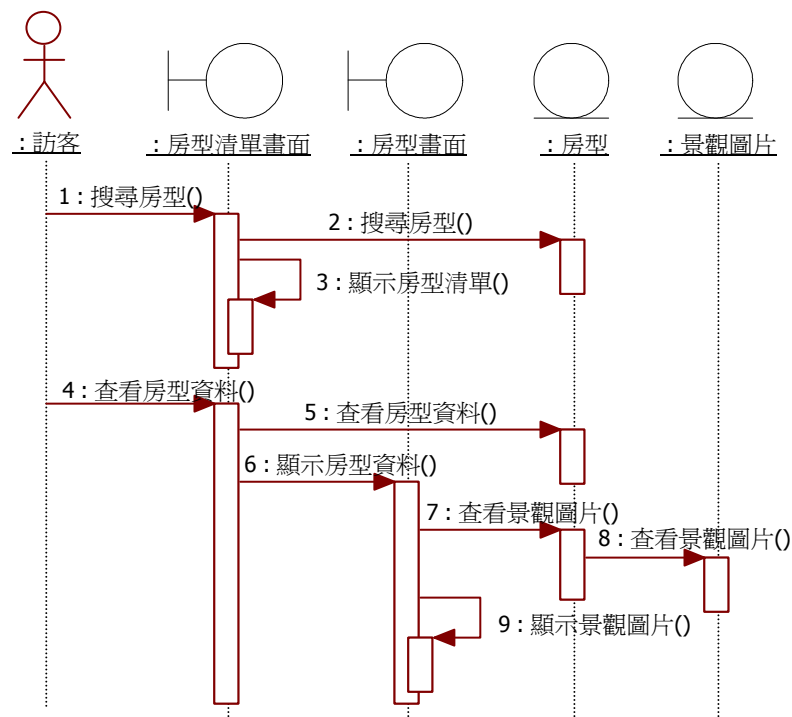 : 訪客
: 房型清單畫面
: 房型畫面
: 房型
: 景觀圖片
1 : 搜尋房型()
2 : 搜尋房型()
3 : 顯示房型清單()
4 : 查看房型資料()
5 : 查看房型資料()
6 : 顯示房型資料()
7 : 查看景觀圖片()
8 : 查看景觀圖片()
9 : 顯示景觀圖片()